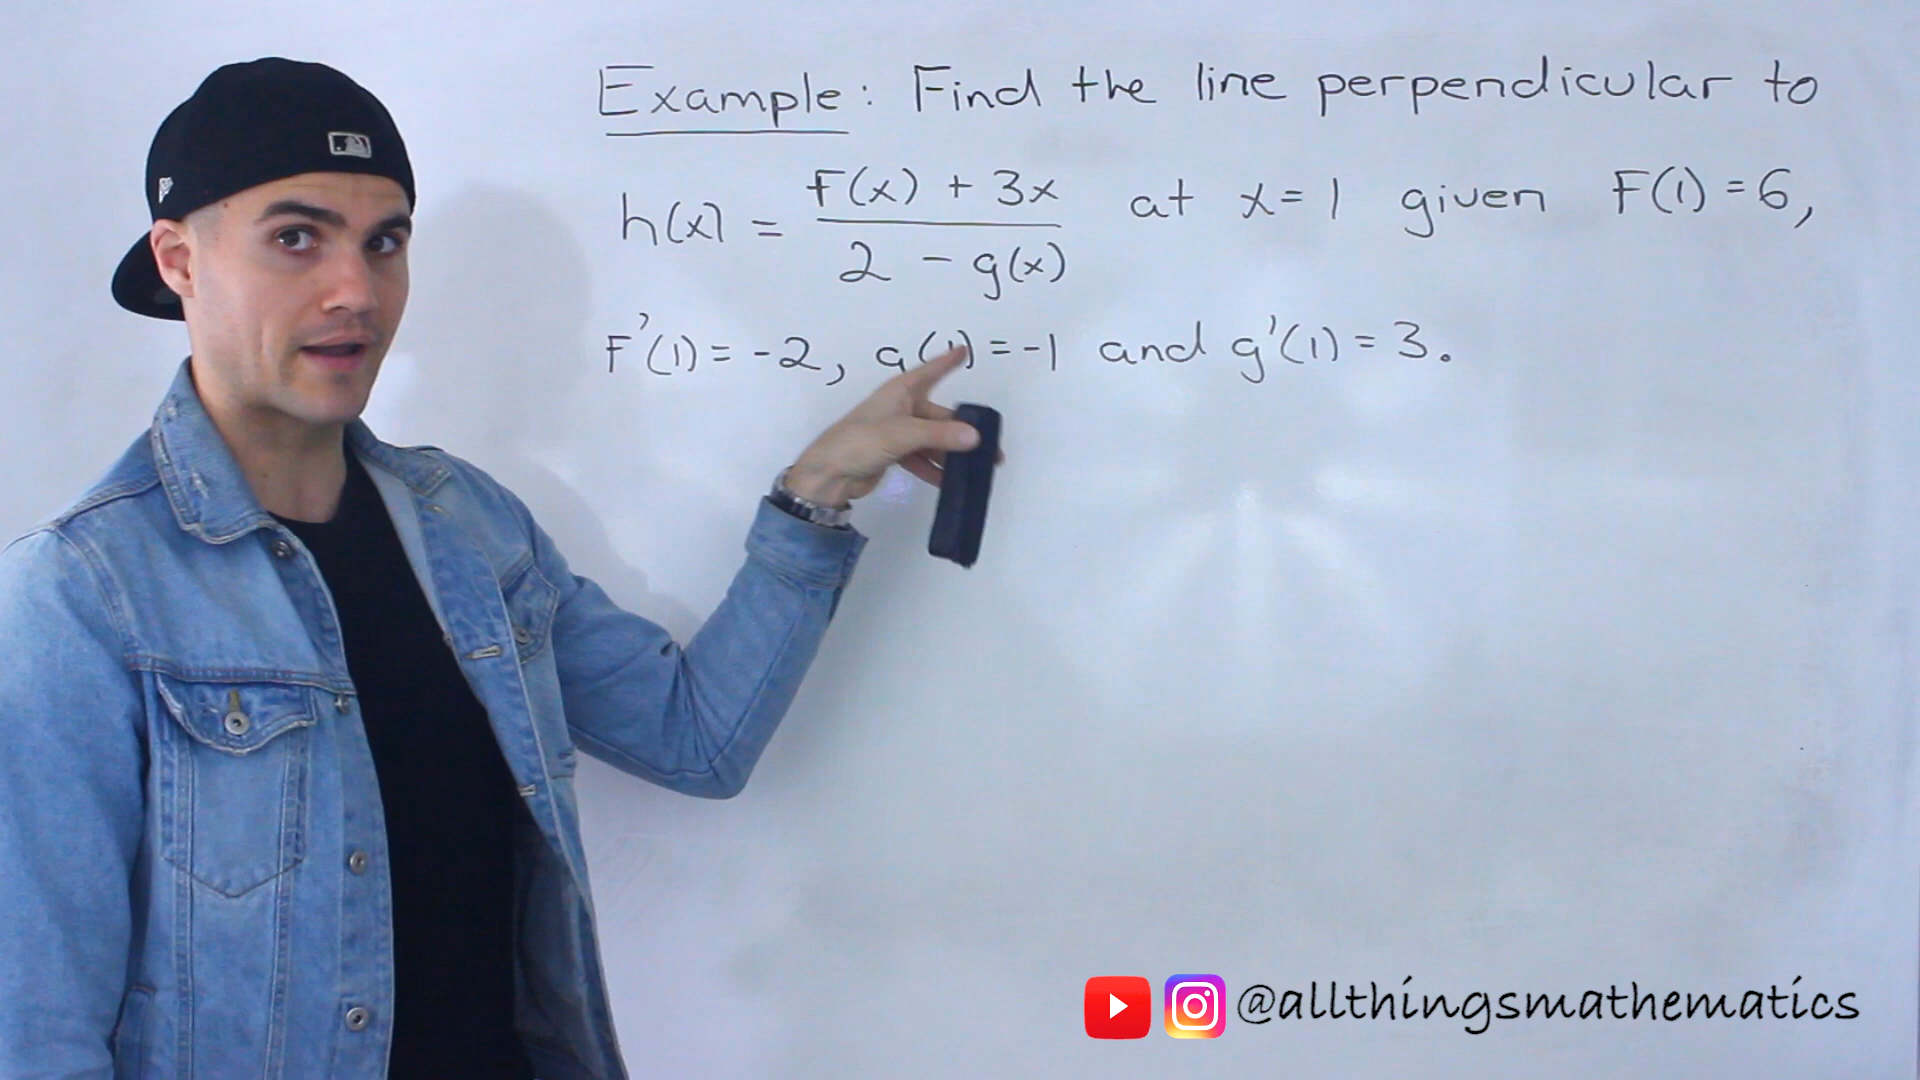 Example: Find the line perpendicular to
h(x) = F(x) + 3x / 2 - g(x) at x = 1 given F(1) = 6,
F'(1) = -2, g(1) = -1 and g'(1) = 3.
@allthingsmathematics